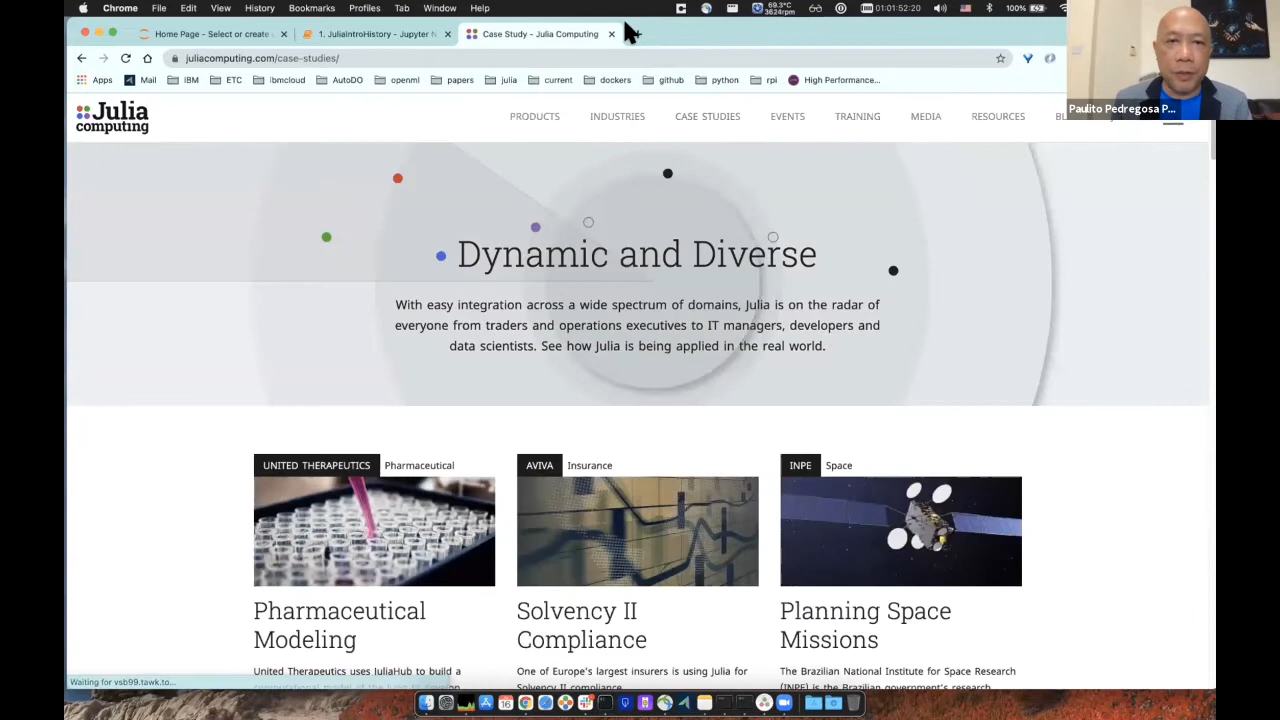 Chrome File Edit View History Bookmarks Profiles Tab Window Help 69.3°C 3624rpm 01:01:52:20 100%
Home Page - Select or create 1. JuliaIntroHistory - Jupyter N Case Study - Julia Computing
juliacomputing.com/case-studies/
Apps Mail IBM ETC ibmcloud AutoDO openml papers julia current dockers github python rpi High Performance...
Paulito Pedregosa P...
Julia computing
PRODUCTS INDUSTRIES CASE STUDIES EVENTS TRAINING MEDIA RESOURCES BL
Dynamic and Diverse
With easy integration across a wide spectrum of domains, Julia is on the radar of
everyone from traders and operations executives to IT managers, developers and
data scientists. See how Julia is being applied in the real world.
UNITED THERAPEUTICS Pharmaceutical
Pharmaceutical
Modeling
United Therapeutics uses JuliaHub to build a
AVIVA Insurance
Solvency II
Compliance
One of Europe's largest insurers is using Julia for
Solvency II compliance.
INPE Space
Planning Space
Missions
The Brazilian National Institute for Space Research
(INPE) is the Brazilian government's research
Waiting for vsb99.tawk.to...
16